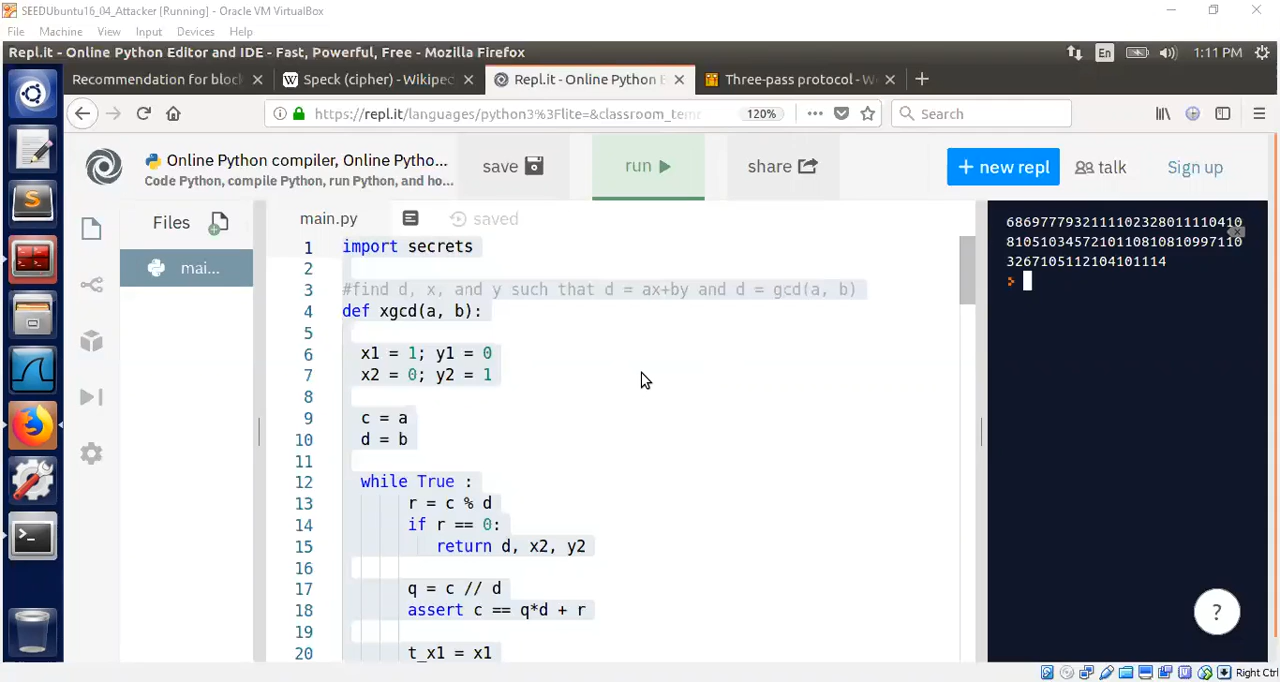 SEEDUbuntu16_04_Attacker [Running] - Oracle VM VirtualBox
File Machine View Input Devices Help
Repl.it - Online Python Editor and IDE - Fast, Powerful, Free - Mozilla Firefox
En
1:11 PM
Recommendation for bloc
Speck (cipher) - Wikipec
Repl.it - Online Python E
Three-pass protocol - W
https://repl.it/languages/python3%3Flite=&classroom_tem
120%
Search
Online Python compiler, Online Pytho...
Code Python, compile Python, run Python, and ho...
save
run
share
+ new repl
talk
Sign up
Files
mai...
main.py
saved
1 import secrets
2
3 #find d, x, and y such that d = ax+by and d = gcd(a, b)
4 def xgcd(a, b):
5
6 x1 = 1; y1 = 0
7 x2 = 0; y2 = 1
8
9 c = a
10 d = b
11
12 while True :
13 r = c % d
14 if r == 0:
15 return d, x2, y2
16
17 q = c // d
18 assert c == q*d + r
19
20 t_x1 = x1
6869777932111102328011110410
8105103457210110810810997110
3267105112104101114
>
?
Right Ctrl